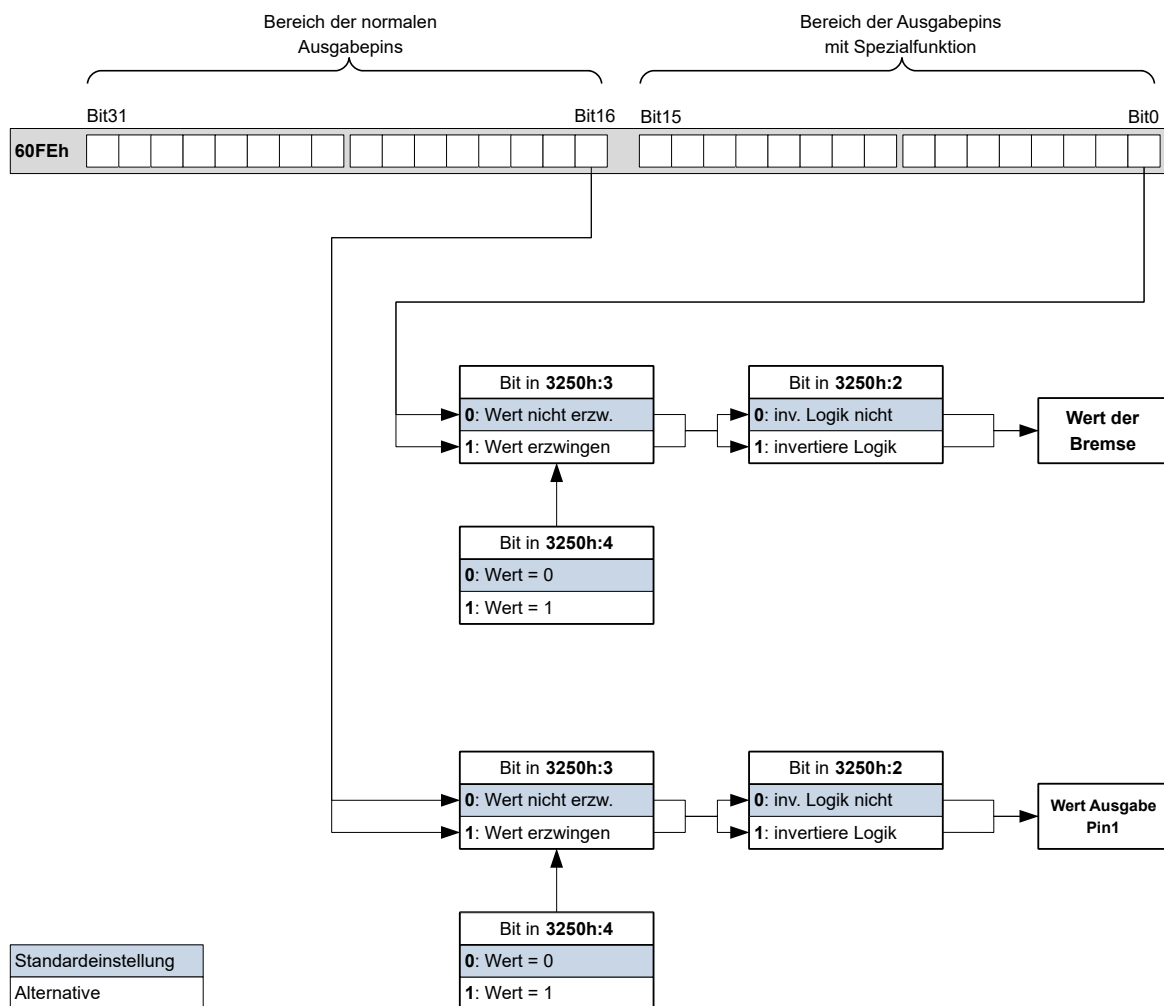 Bereich der normalen
Ausgabepins
Bereich der Ausgabepins
mit Spezialfunktion
Bit31
Bit16
Bit15
Bit0
60FEh
Bit in 3250h:3
0: Wert nicht erzw.
1: Wert erzwingen
Bit in 3250h:2
0: inv. Logik nicht
1: invertiere Logik
Wert der
Bremse
Bit in 3250h:4
0: Wert = 0
1: Wert = 1
Bit in 3250h:3
0: Wert nicht erzw.
1: Wert erzwingen
Bit in 3250h:2
0: inv. Logik nicht
1: invertiere Logik
Wert Ausgabe
Pin1
Bit in 3250h:4
0: Wert = 0
1: Wert = 1
Standardeinstellung
Alternative